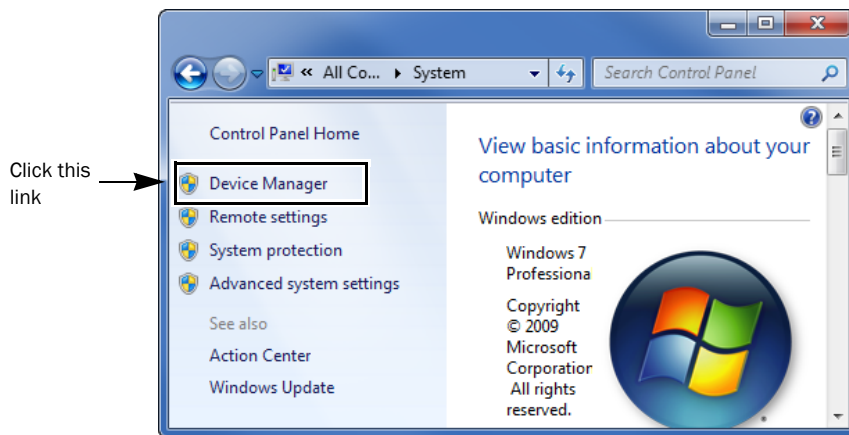 « All Co... ▸ System
Search Control Panel
Control Panel Home
Click this
link
Device Manager
Remote settings
System protection
Advanced system settings
See also
Action Center
Windows Update
View basic information about your
computer
Windows edition
Windows 7
Professiona
Copyright
© 2009
Microsoft
Corporation
All rights
reserved.